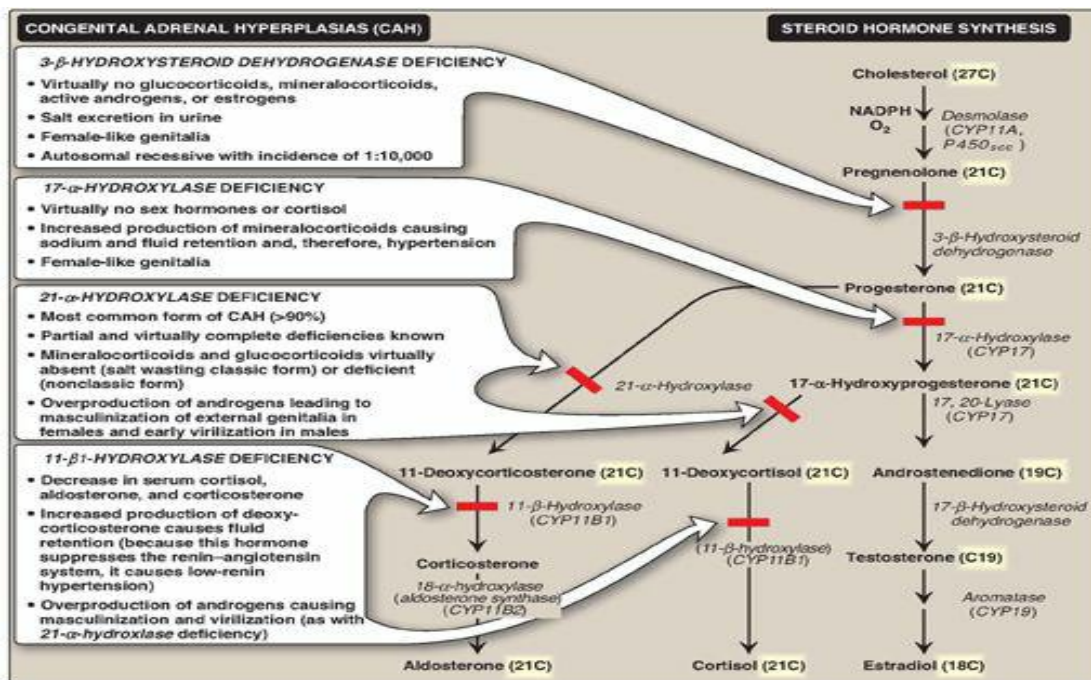 CONGENITAL ADRENAL HYPERPLASIAS (CAH)
3-β-HYDROXYSTEROID DEHYDROGENASE DEFICIENCY
• Virtually no glucocorticoids, mineralocorticoids,
active androgens, or estrogens
• Salt excretion in urine
• Female-like genitalia
• Autosomal recessive with incidence of 1:10,000
17-α-HYDROXYLASE DEFICIENCY
• Virtually no sex hormones or cortisol
• Increased production of mineralocorticoids causing
sodium and fluid retention and, therefore, hypertension
• Female-like genitalia
21-α-HYDROXYLASE DEFICIENCY
• Most common form of CAH (>90%)
• Partial and virtually complete deficiencies known
• Mineralocorticoids and glucocorticoids virtually
absent (salt wasting classic form) or deficient
(nonclassic form)
• Overproduction of androgens leading to
masculinization of external genitalia in
females and early virilization in males
11-β1-HYDROXYLASE DEFICIENCY
• Decrease in serum cortisol,
aldosterone, and corticosterone
• Increased production of deoxy-
corticosterone causes fluid
retention (because this hormone
suppresses the renin–angiotensin
system, it causes low-renin
hypertension)
• Overproduction of androgens causing
masculinization and virilization (as with
21-α-hydroxlase deficiency)
STEROID HORMONE SYNTHESIS
Cholesterol (27C)
NADPH
O2
Desmolase
(CYP11A,
P450scc )
Pregnenolone (21C)
3-β-Hydroxysteroid
dehydrogenase
Progesterone (21C)
17-α-Hydroxylase
(CYP17)
21-α-Hydroxylase
17-α-Hydroxyprogesterone (21C)
17, 20-Lyase
(CYP17)
11-Deoxycorticosterone (21C)
11-Deoxycortisol (21C)
Androstenedione (19C)
11-β-Hydroxylase
(CYP11B1)
(11-β-hydroxylase)
(CYP11B1)
17-β-Hydroxysteroid
dehydrogenase
Corticosterone
Testosterone (C19)
18-α-hydroxylase
(aldosterone synthase)
(CYP11B2)
Aromatase
(CYP19)
Aldosterone (21C)
Cortisol (21C)
Estradiol (18C)